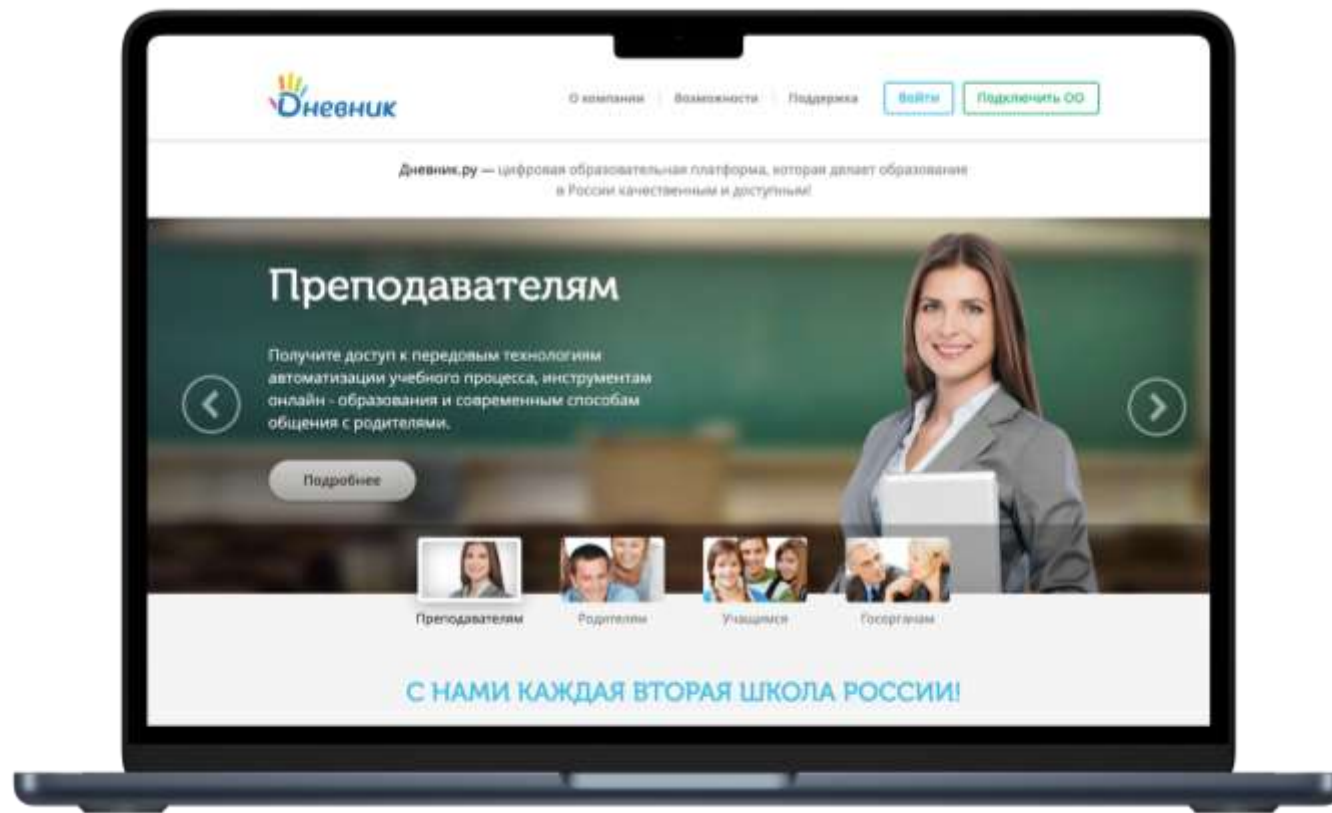 Дневник
О компании
Возможности
Поддержка
Войти
Подключить ОО
Дневник.ру — цифровая образовательная платформа, которая делает образование
в России качественным и доступным!
Преподавателям
Получите доступ к передовым технологиям
автоматизации учебного процесса, инструментам
онлайн - образования и современным способам
общения с родителями.
Подробнее
Преподавателям
Родителям
Учащимся
Госорганам
С НАМИ КАЖДАЯ ВТОРАЯ ШКОЛА РОССИИ!